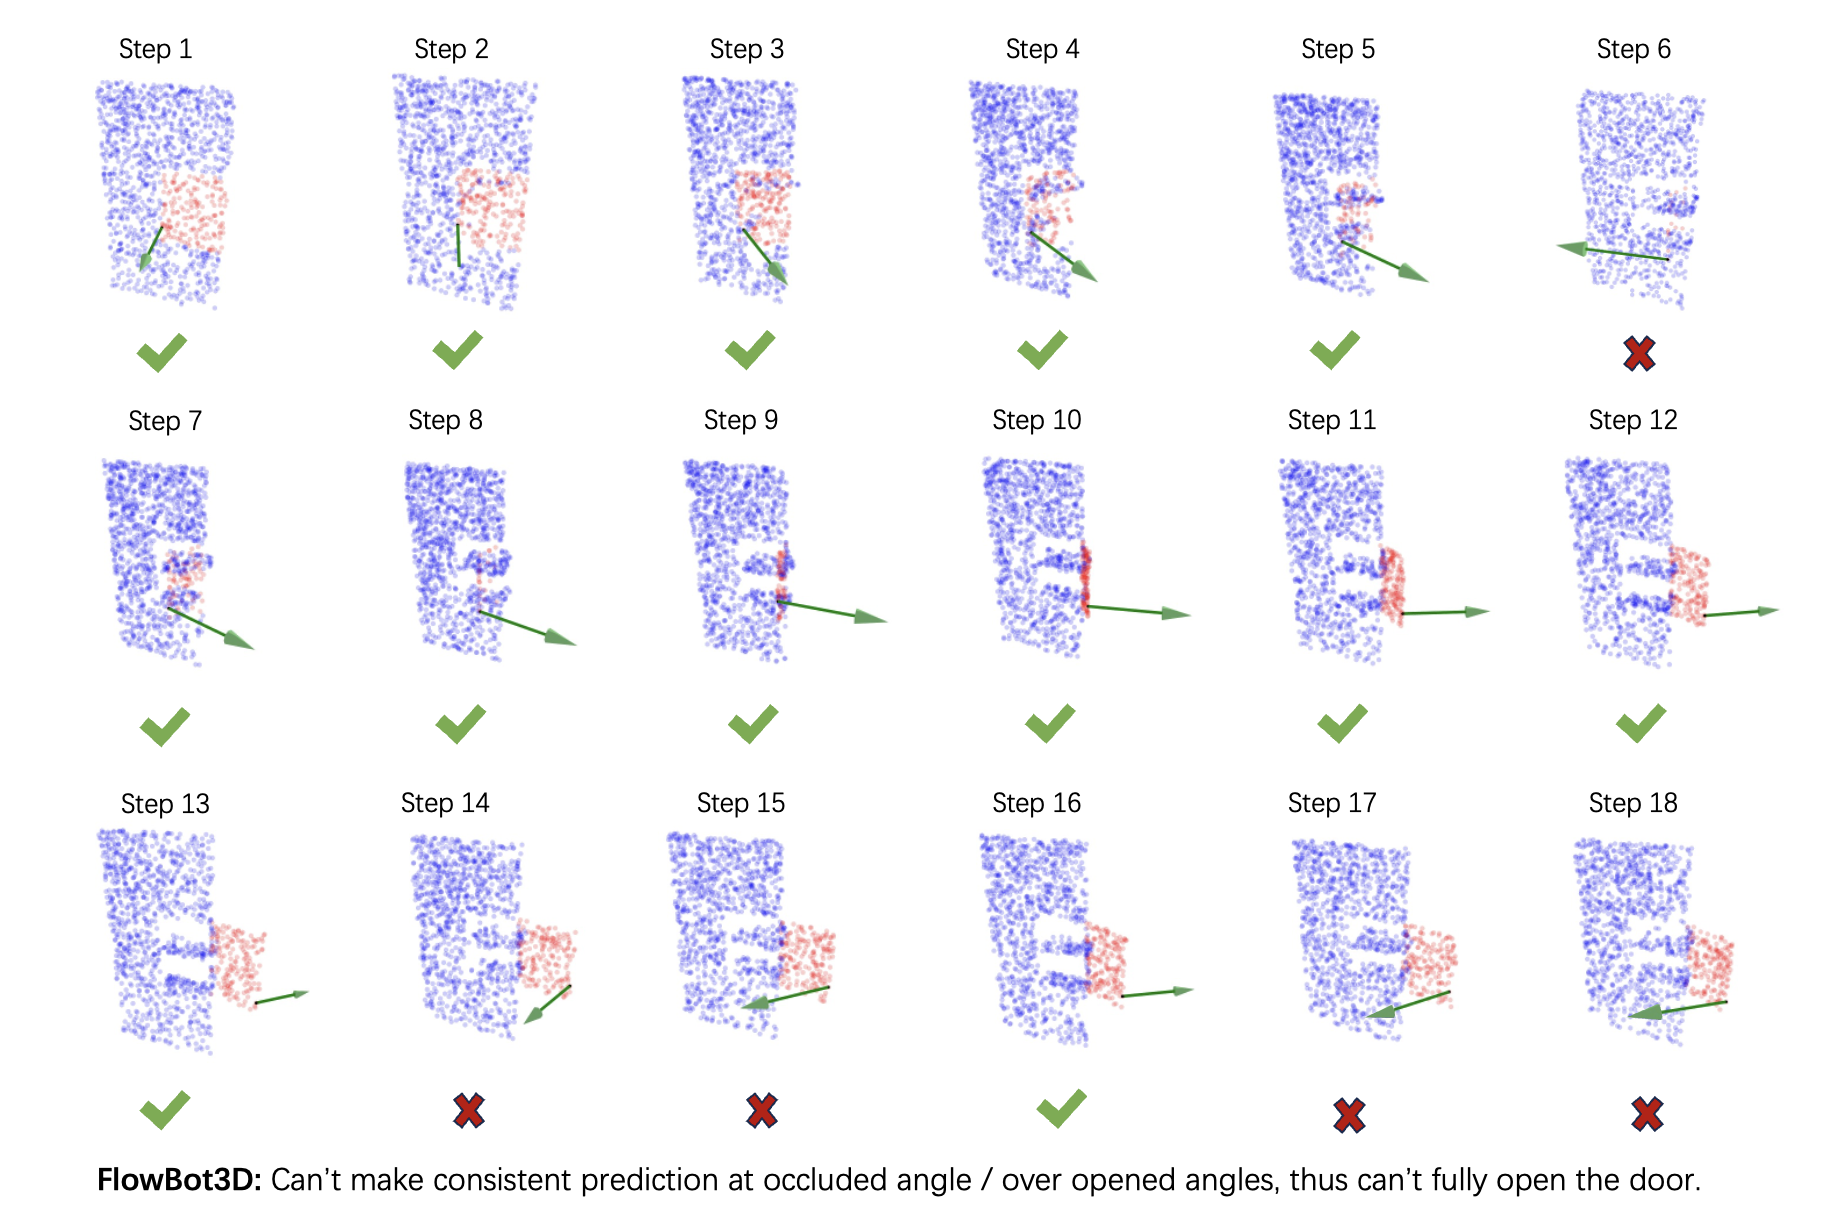 Step 1 Step 2 Step 3 Step 4 Step 5 Step 6
Step 7 Step 8 Step 9 Step 10 Step 11 Step 12
Step 13 Step 14 Step 15 Step 16 Step 17 Step 18
FlowBot3D: Can't make consistent prediction at occluded angle / over opened angles, thus can't fully open the door.